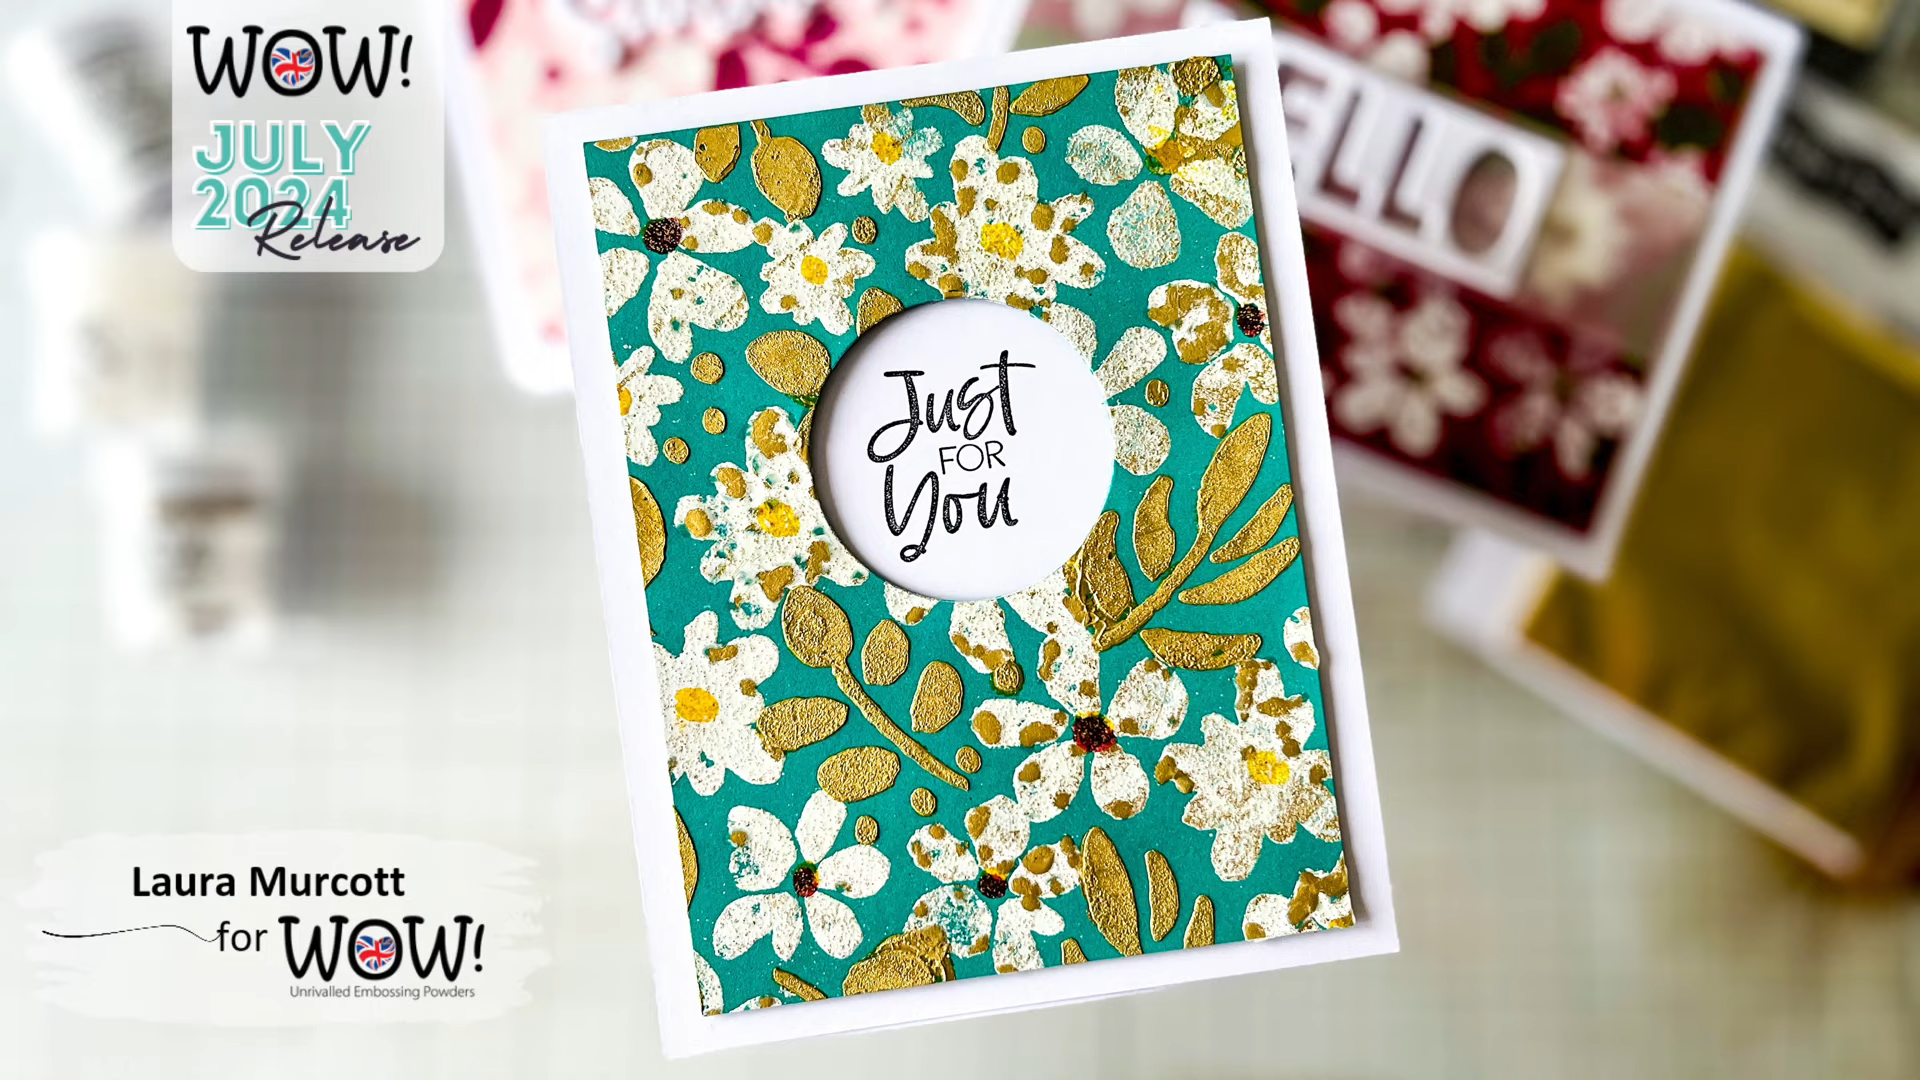 WOW!
JULY
2024
Release
Just
FOR
You
ELLO
Laura Murcott
for WOW!
Unrivalled Embossing Powders